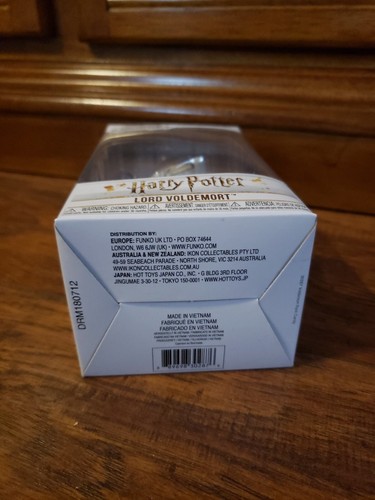 Harry Potter
LORD VOLDEMORT
WARNING: CHOKING HAZARD AVERTISSEMENT ADVERTENCIA:
DISTRIBUTION BY:
EUROPE: FUNKO UK LTD • PO BOX 74644
LONDON, W6 6JW (UK) • WWW.FUNKO.COM
AUSTRALIA & NEW ZEALAND: IKON COLLECTABLES PTY LTD
49-59 SEABEACH PARADE • NORTH SHORE, VIC 3214 AUSTRALIA
WWW.IKONCOLLECTABLES.COM.AU
JAPAN: HOT TOYS JAPAN CO., INC. • G BLDG 3RD FLOOR
JINGUMAE 3-30-12 • TOKYO 150-0001 • WWW.HOTTOYS.JP
DRM180712
MADE IN VIETNAM
FABRIQUÉ EN VIETNAM
FABRICADO EN VIETNAM